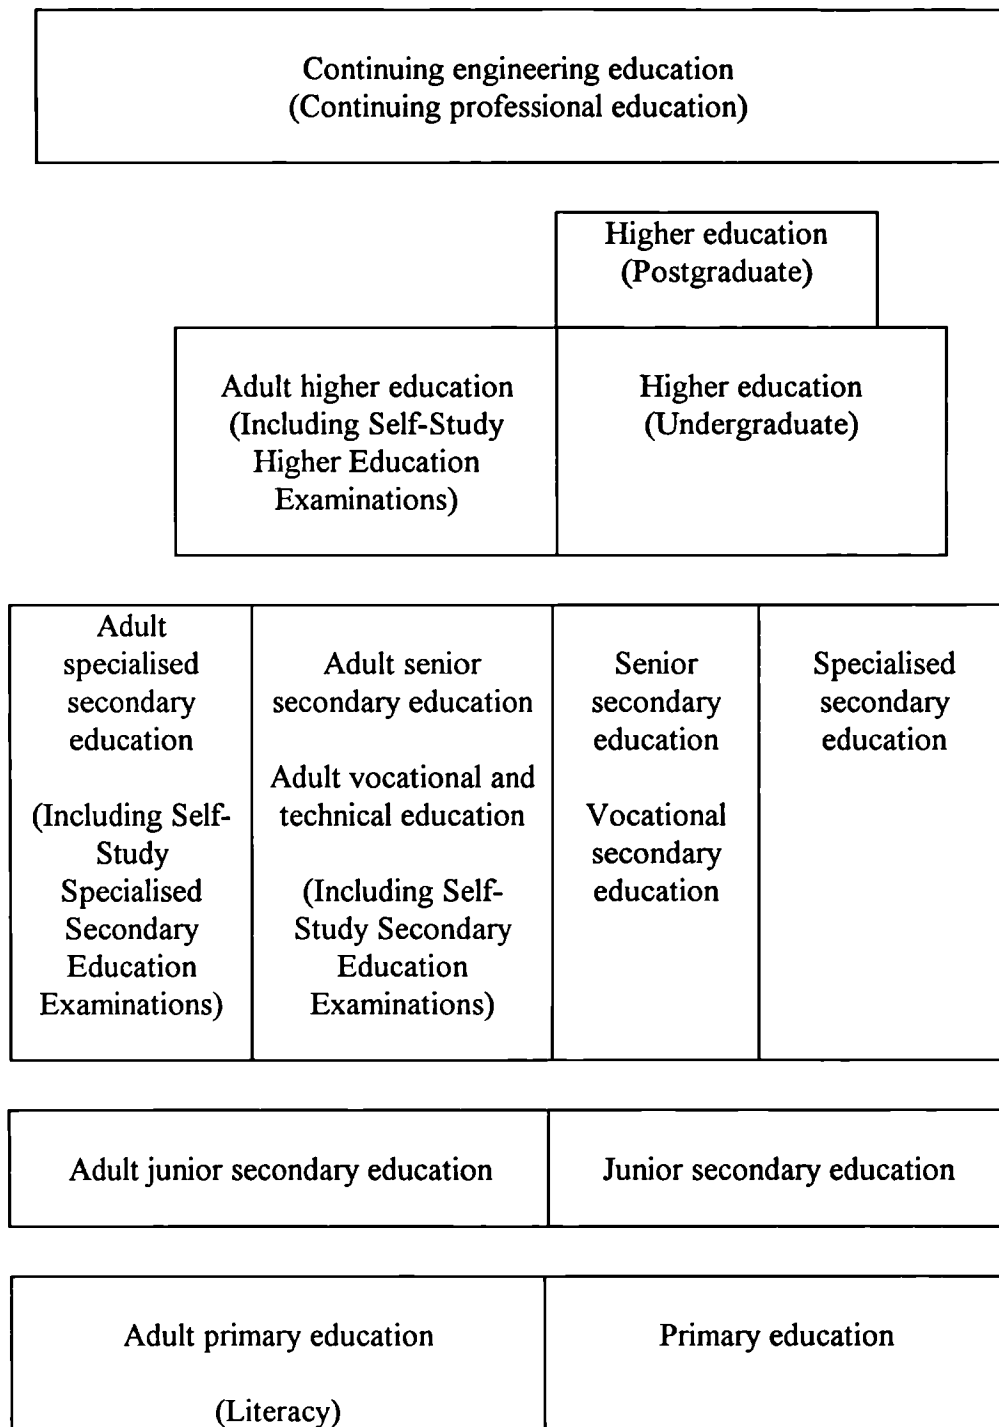 Continuing engineering education
(Continuing professional education)
Higher education
(Postgraduate)
Adult higher education
(Including Self-Study
Higher Education
Examinations)
Higher education
(Undergraduate)
Adult
specialised
secondary
education
(Including Self-
Study
Specialised
Secondary
Education
Examinations)
Adult senior
secondary education
Adult vocational and
technical education
(Including Self-
Study Secondary
Education
Examinations)
Senior
secondary
education
Vocational
secondary
education
Specialised
secondary
education
Adult junior secondary education
Junior secondary education
Adult primary education
(Literacy)
Primary education